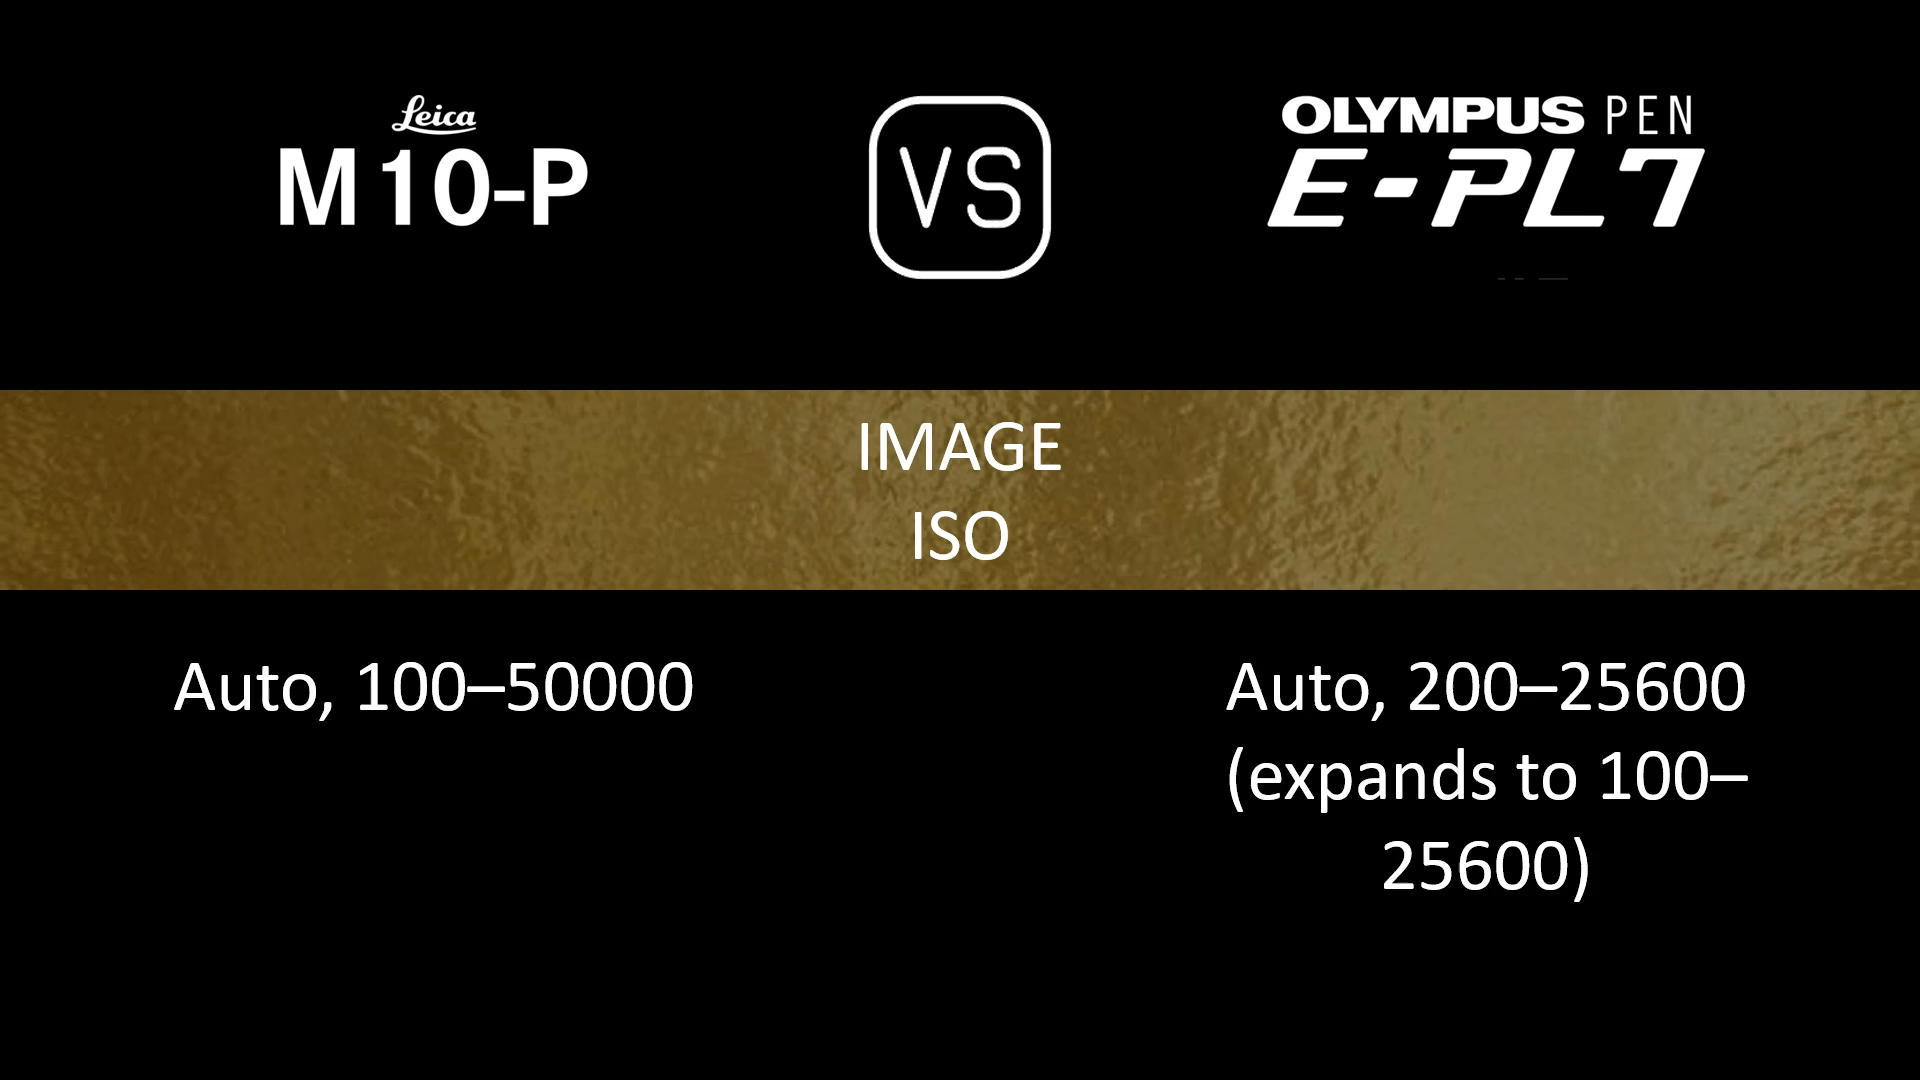 Leica
M10-P
VS
OLYMPUS PEN
E-PL7
IMAGE
ISO
Auto, 100–50000
Auto, 200–25600
(expands to 100–
25600)